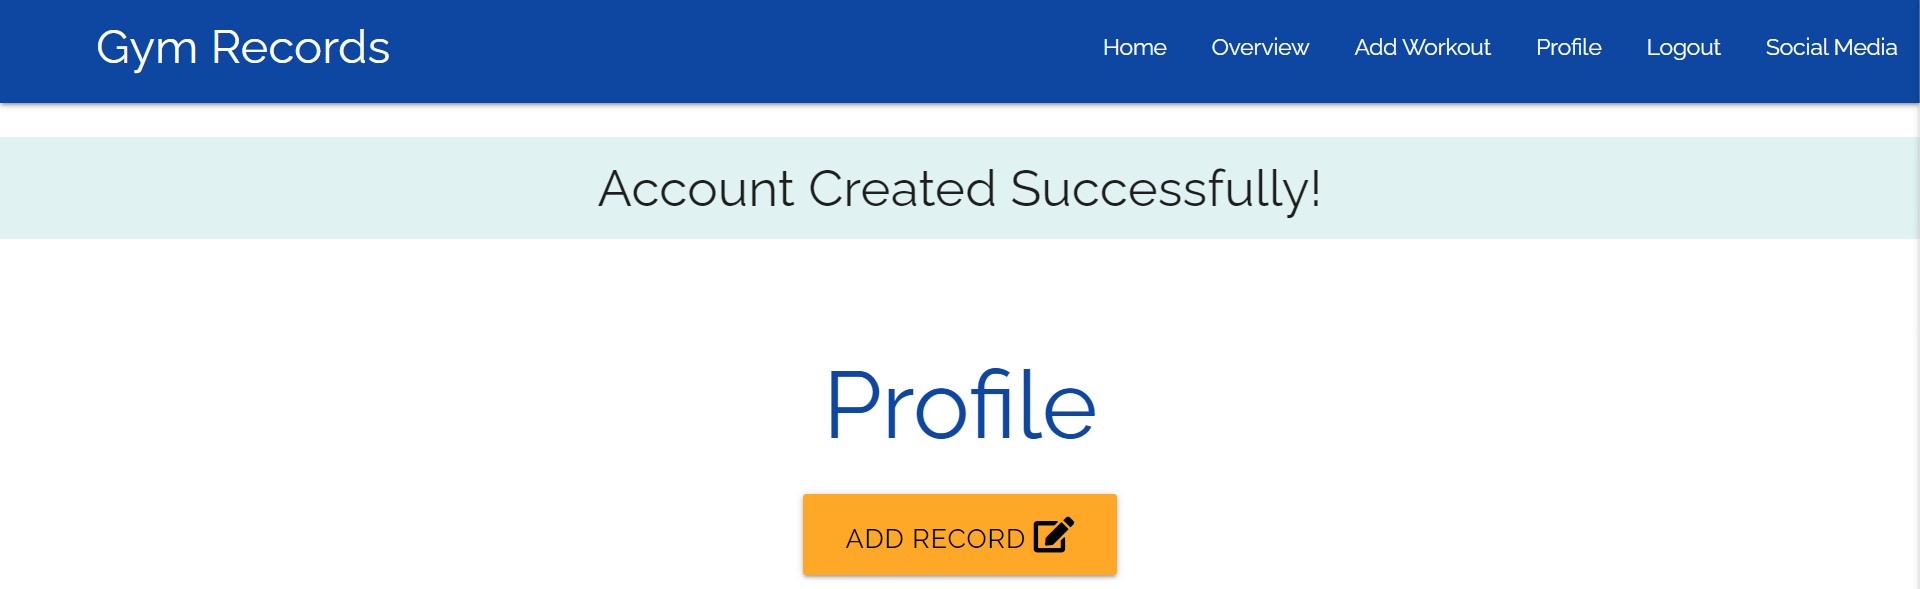 Gym Records
Home Overview Add Workout Profile Logout Social Media
Account Created Successfully!
Profile
ADD RECORD